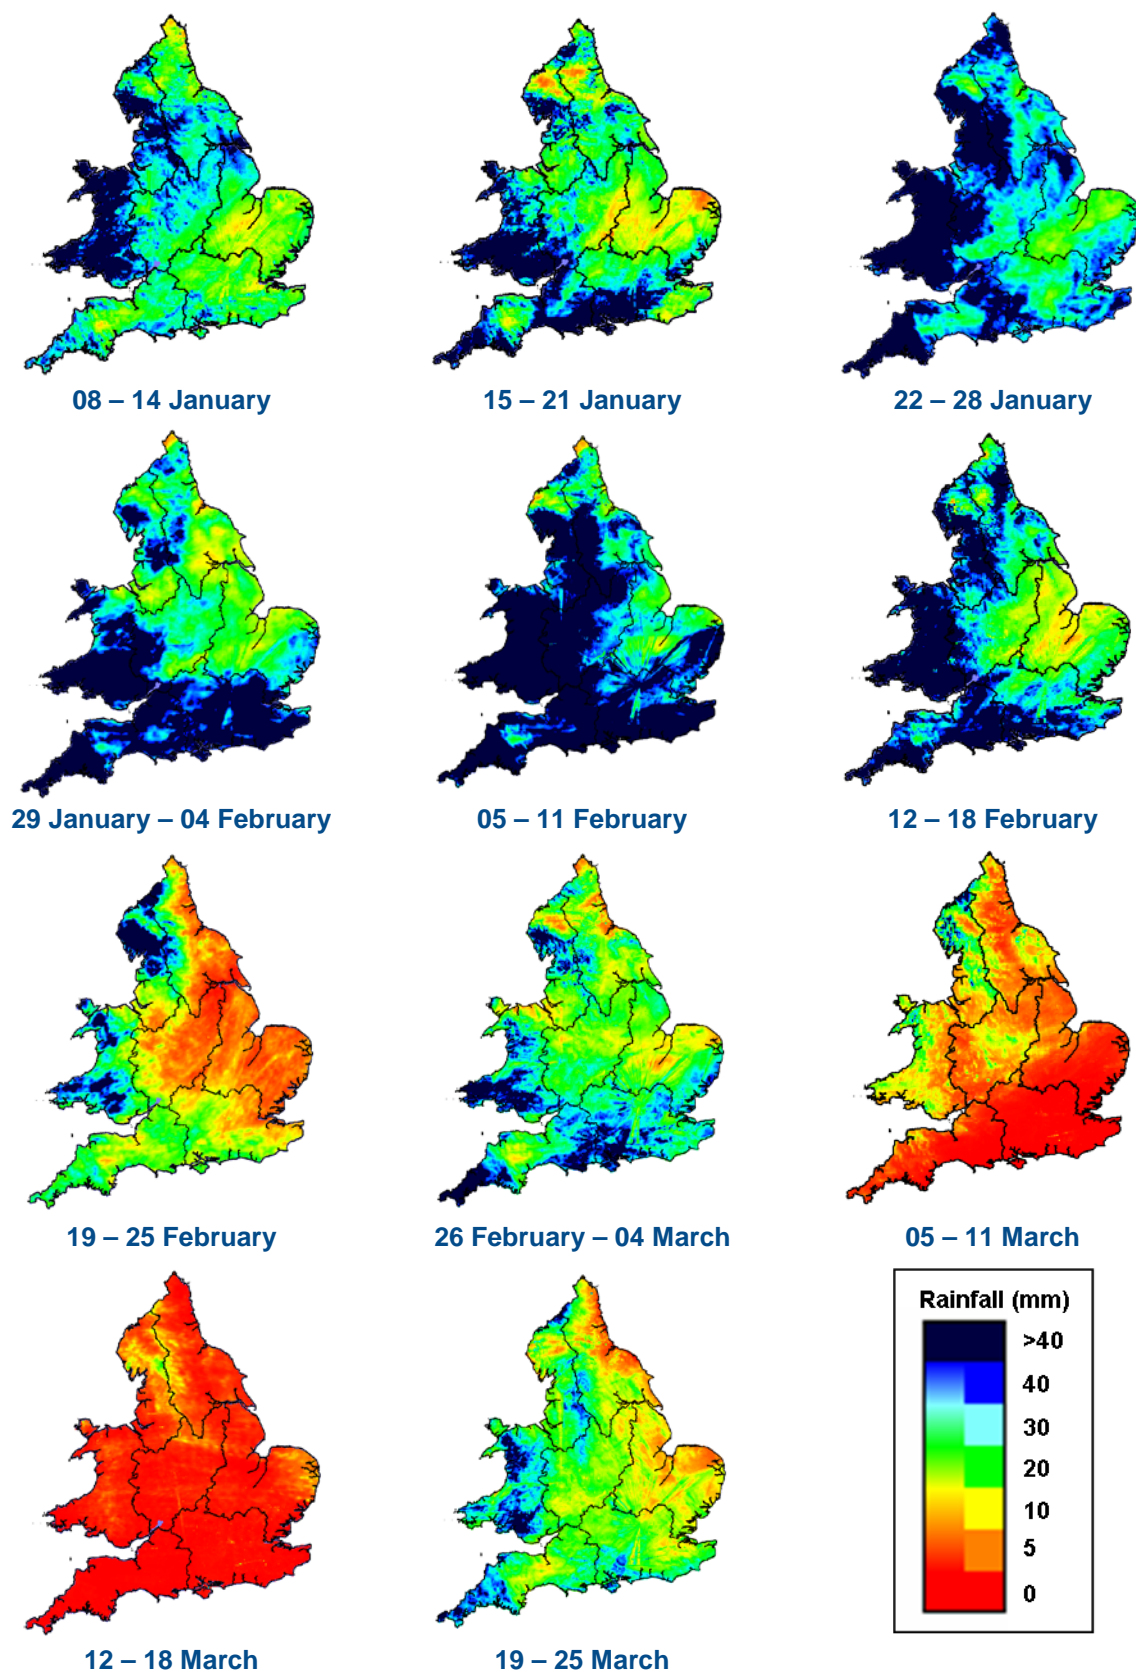 08 – 14 January
15 – 21 January
22 – 28 January
29 January – 04 February
05 – 11 February
12 – 18 February
19 – 25 February
26 February – 04 March
05 – 11 March
12 – 18 March
19 – 25 March
Rainfall (mm)
>40
40
30
20
10
5
0